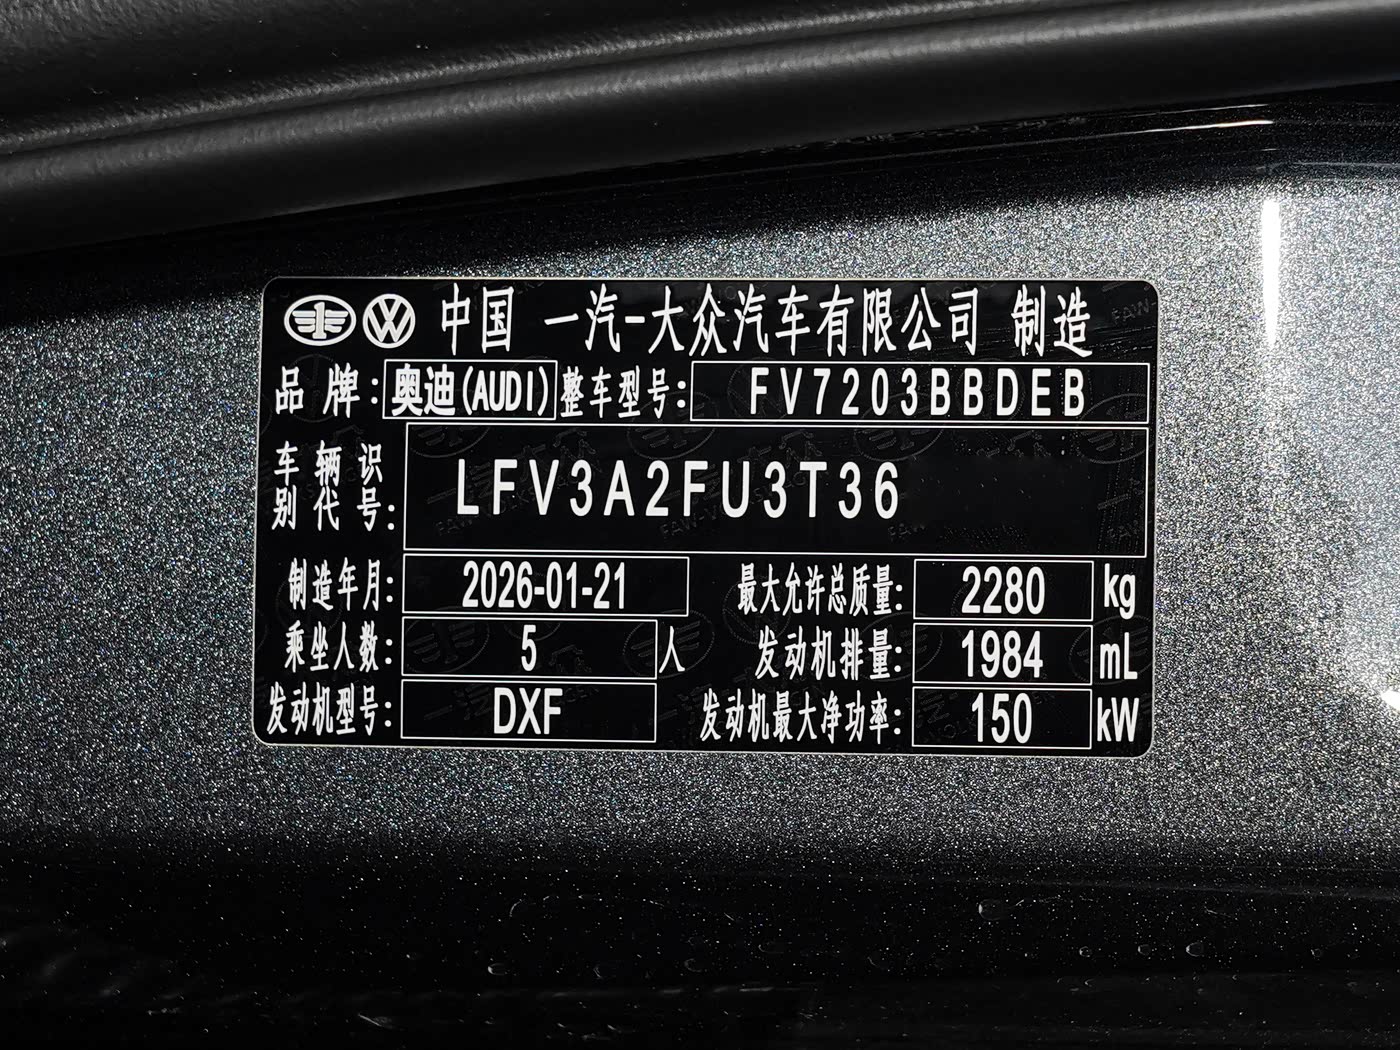 中国 一汽-大众汽车有限公司 制造
品牌: 奥迪(AUDI) 整车型号: FV7203BBDEB
车辆识别代号: LFV3A2FU3T36
制造年月: 2026-01-21 最大允许总质量: 2280 kg
乘坐人数: 5 人 发动机排量: 1984 mL
发动机型号: DXF 发动机最大净功率: 150 kW